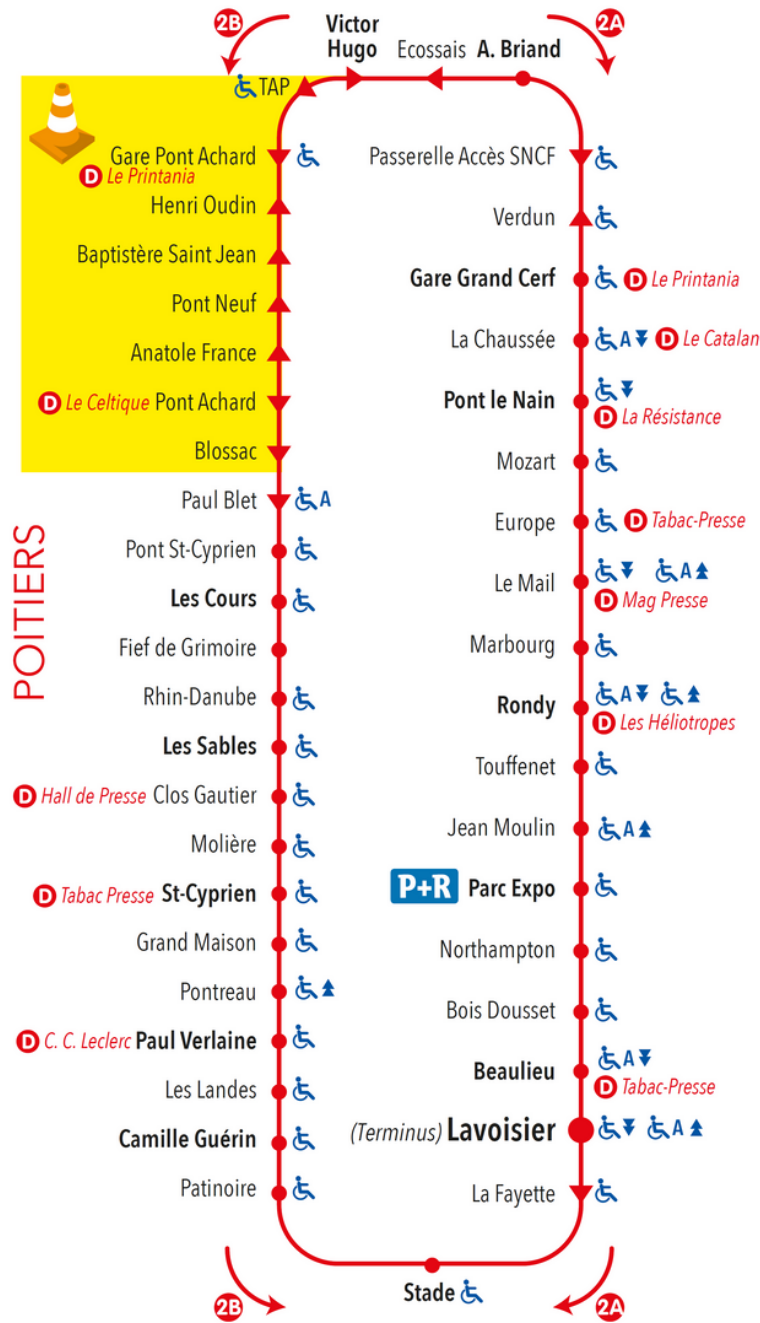 2B
Victor
Hugo
Ecossais
A. Briand
2A
TAP
Gare Pont Achard
D Le Printania
Henri Oudin
Baptistère Saint Jean
Pont Neuf
Anatole France
D Le Celtique Pont Achard
Blossac
Paul Blet A
Pont St-Cyprien
Les Cours
Fief de Grimoire
Rhin-Danube
Les Sables
D Hall de Presse Clos Gautier
Molière
D Tabac Presse St-Cyprien
Grand Maison
Pontreau
D C. C. Leclerc Paul Verlaine
Les Landes
Camille Guérin
Patinoire
POITIERS
Passerelle Accès SNCF
Verdun
Gare Grand Cerf D Le Printania
La Chaussée A D Le Catalan
Pont le Nain
D La Résistance
Mozart
Europe D Tabac-Presse
Le Mail A
D Mag Presse
Marbourg
Rondy A
D Les Héliotropes
Touffenet
Jean Moulin A
P+R Parc Expo
Northampton
Bois Dousset
Beaulieu A
D Tabac-Presse
(Terminus) Lavoisier A
La Fayette
Stade
2B
2A